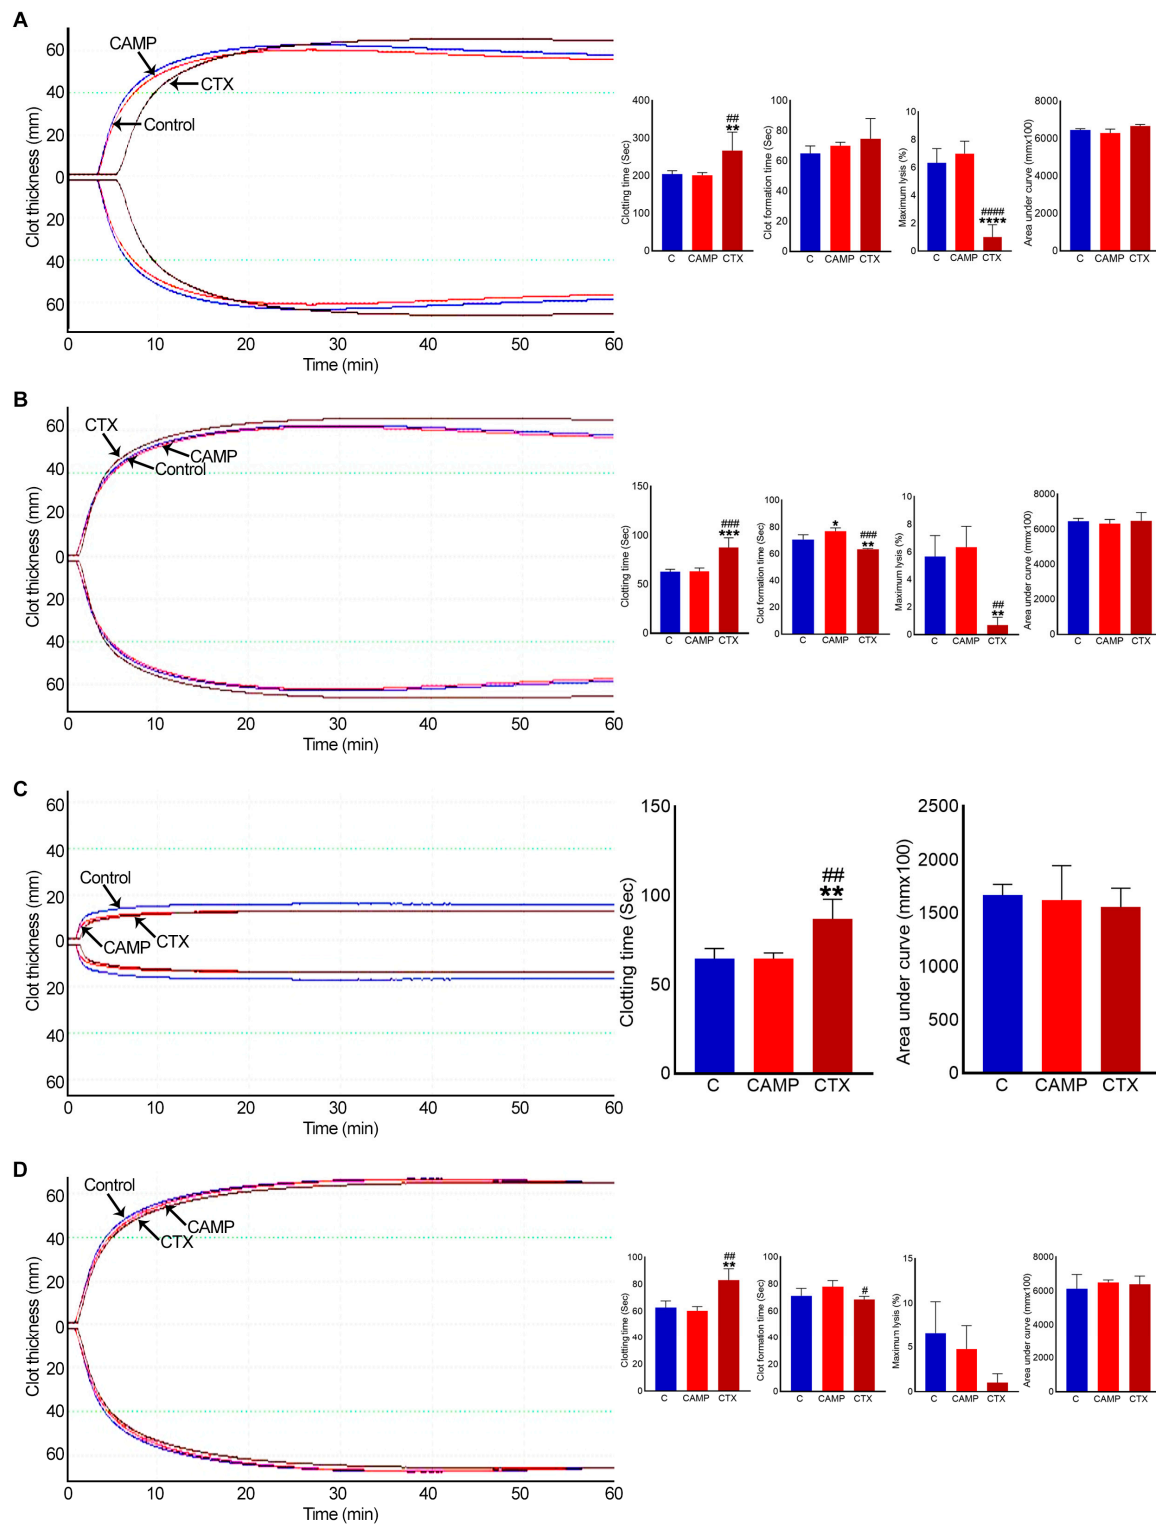 A
CAMP
CTX
Control
Clot thickness (mm)
60
40
20
0
20
40
60
0 10 20 30 40 50 60
Time (min)
Clotting time (Sec)
400
300
200
100
0
##
**
C CAMP CTX
Clot formation time (Sec)
100
80
60
40
20
0
C CAMP CTX
Maximum lysis (%)
10
8
6
4
2
0
####
****
C CAMP CTX
Area under curve (mmx100)
8000
6000
4000
2000
0
C CAMP CTX
B
CTX
CAMP
Control
Clot thickness (mm)
60
40
20
0
20
40
60
0 10 20 30 40 50 60
Time (min)
Clotting time (Sec)
150
100
50
0
###
***
C CAMP CTX
Clot formation time (Sec)
100
80
60
40
20
0
*
###
**
C CAMP CTX
Maximum lysis (%)
10
8
6
4
2
0
##
**
C CAMP CTX
Area under curve (mmx100)
8000
6000
4000
2000
0
C CAMP CTX
C
Control
CAMP
CTX
Clot thickness (mm)
60
40
20
0
20
40
60
0 10 20 30 40 50 60
Time (min)
Clotting time (Sec)
150
100
50
0
##
**
C CAMP CTX
Area under curve (mmx100)
2500
2000
1500
1000
500
0
C CAMP CTX
D
Control
CAMP
CTX
Clot thickness (mm)
60
40
20
0
20
40
60
0 10 20 30 40 50 60
Time (min)
Clotting time (Sec)
100
80
60
40
20
0
##
**
C CAMP CTX
Clot formation time (Sec)
100
80
60
40
20
0
#
C CAMP CTX
Maximum lysis (%)
15
10
5
0
C CAMP CTX
Area under curve (mmx100)
8000
6000
4000
2000
0
C CAMP CTX